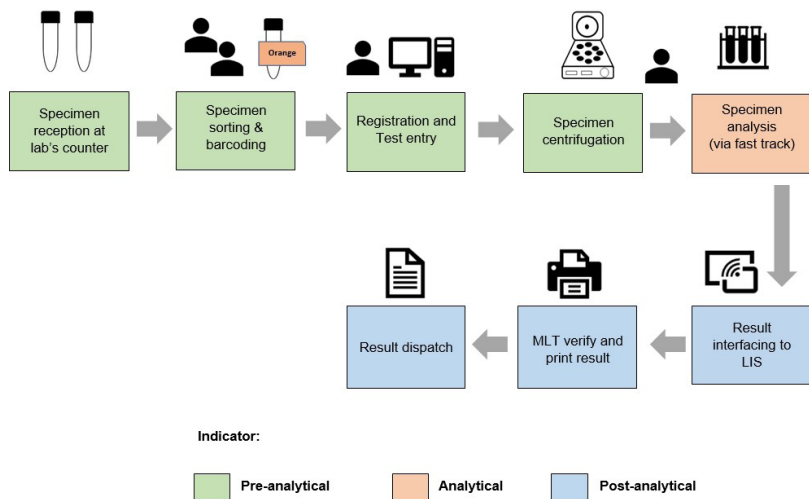 Orange
Specimen
reception at
lab's counter
Specimen
sorting &
barcoding
Registration and
Test entry
Specimen
centrifugation
Specimen
analysis
(via fast track)
Result dispatch
MLT verify and
print result
Result
interfacing to
LIS
Indicator:
Pre-analytical
Analytical
Post-analytical